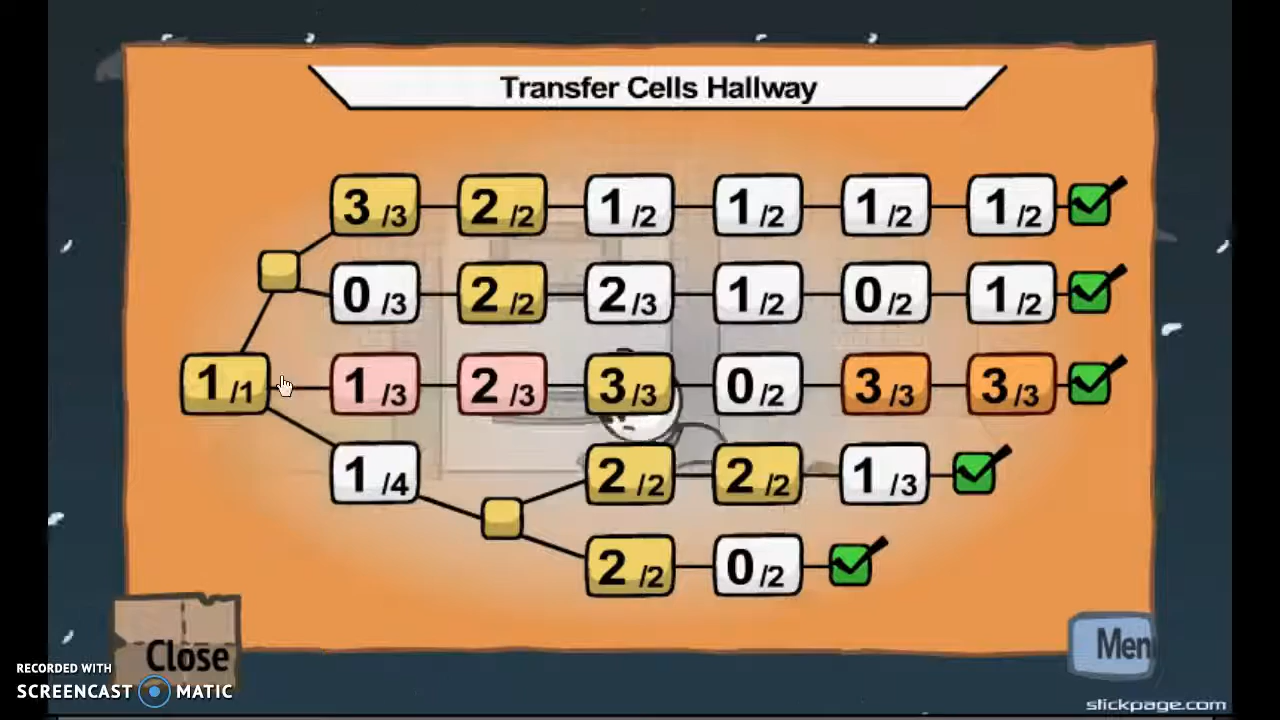 Transfer Cells Hallway
3 /3 2 /2 1 /2 1 /2 1 /2 1 /2
0 /3 2 /2 2 /3 1 /2 0 /2 1 /2
1 /1 1 /3 2 /3 3 /3 0 /2 3 /3 3 /3
1 /4 2 /2 2 /2 1 /3
2 /2 0 /2
Close
Men
RECORDED WITH
SCREENCAST MATIC
stickpage.com